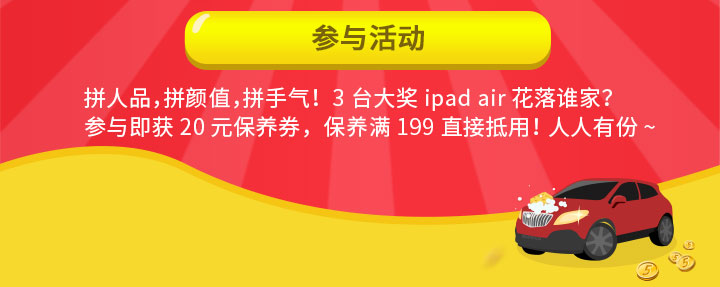 参与活动
拼人品，拼颜值，拼手气！3 台大奖 ipad air 花落谁家？
参与即获 20 元保养券，保养满 199 直接抵用！人人有份 ~